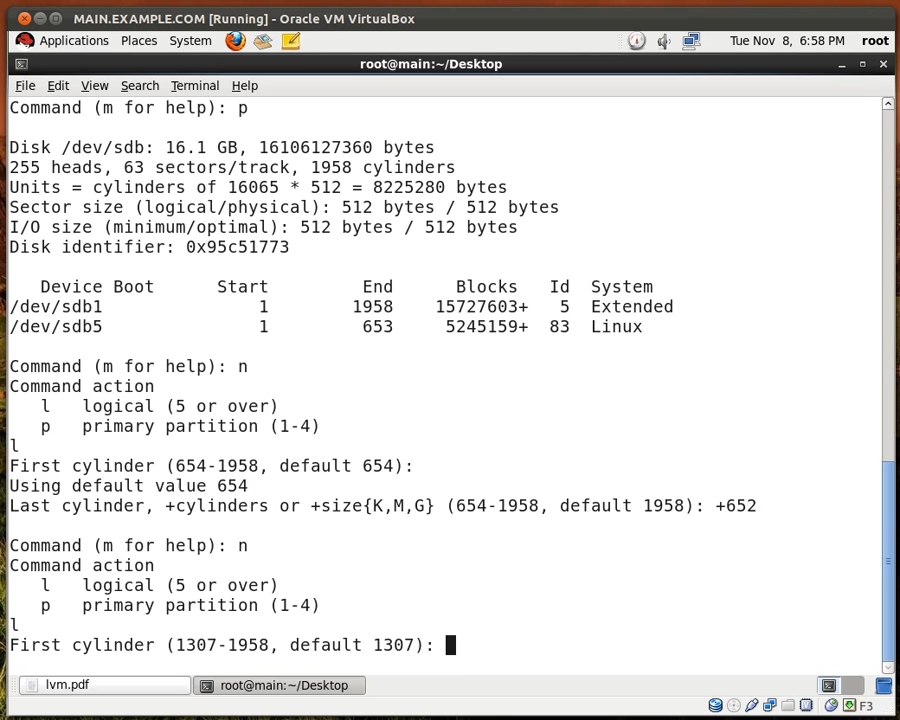 MAIN.EXAMPLE.COM [Running] - Oracle VM VirtualBox
Applications Places System Tue Nov 8, 6:58 PM root
root@main:~/Desktop
File Edit View Search Terminal Help
Command (m for help): p
Disk /dev/sdb: 16.1 GB, 16106127360 bytes
255 heads, 63 sectors/track, 1958 cylinders
Units = cylinders of 16065 * 512 = 8225280 bytes
Sector size (logical/physical): 512 bytes / 512 bytes
I/O size (minimum/optimal): 512 bytes / 512 bytes
Disk identifier: 0x95c51773
Device Boot Start End Blocks Id System
/dev/sdb1 1 1958 15727603+ 5 Extended
/dev/sdb5 1 653 5245159+ 83 Linux
Command (m for help): n
Command action
l logical (5 or over)
p primary partition (1-4)
l
First cylinder (654-1958, default 654):
Using default value 654
Last cylinder, +cylinders or +size{K,M,G} (654-1958, default 1958): +652
Command (m for help): n
Command action
l logical (5 or over)
p primary partition (1-4)
l
First cylinder (1307-1958, default 1307):
lvm.pdf root@main:~/Desktop
F3